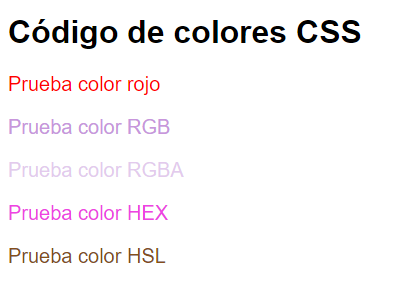 Código de colores CSS
Prueba color rojo
Prueba color RGB
Prueba color RGBA
Prueba color HEX
Prueba color HSL